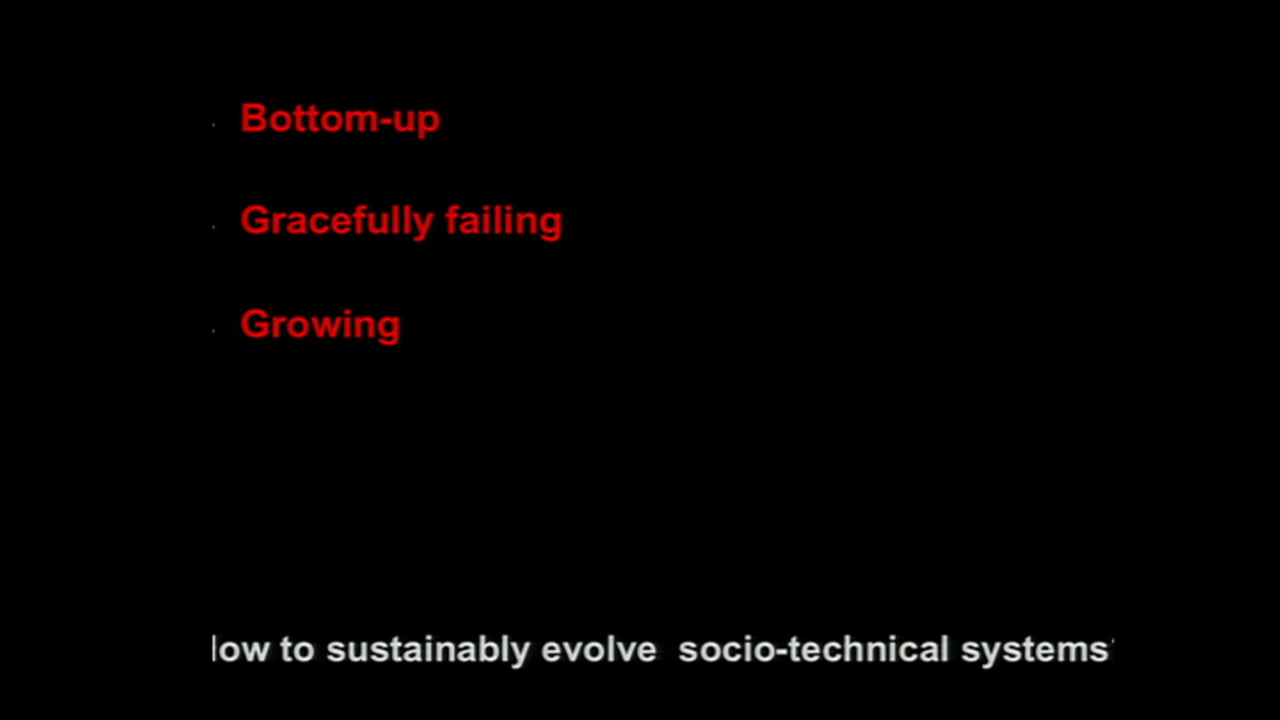 Bottom-up
Gracefully failing
Growing
low to sustainably evolve socio-technical systems